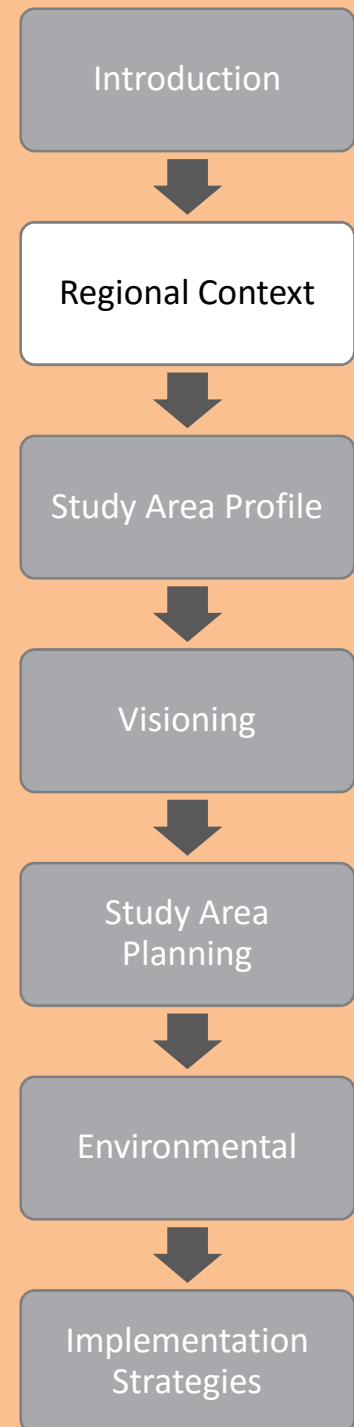 Introduction
Regional Context
Study Area Profile
Visioning
Study Area
Planning
Environmental
Implementation
Strategies